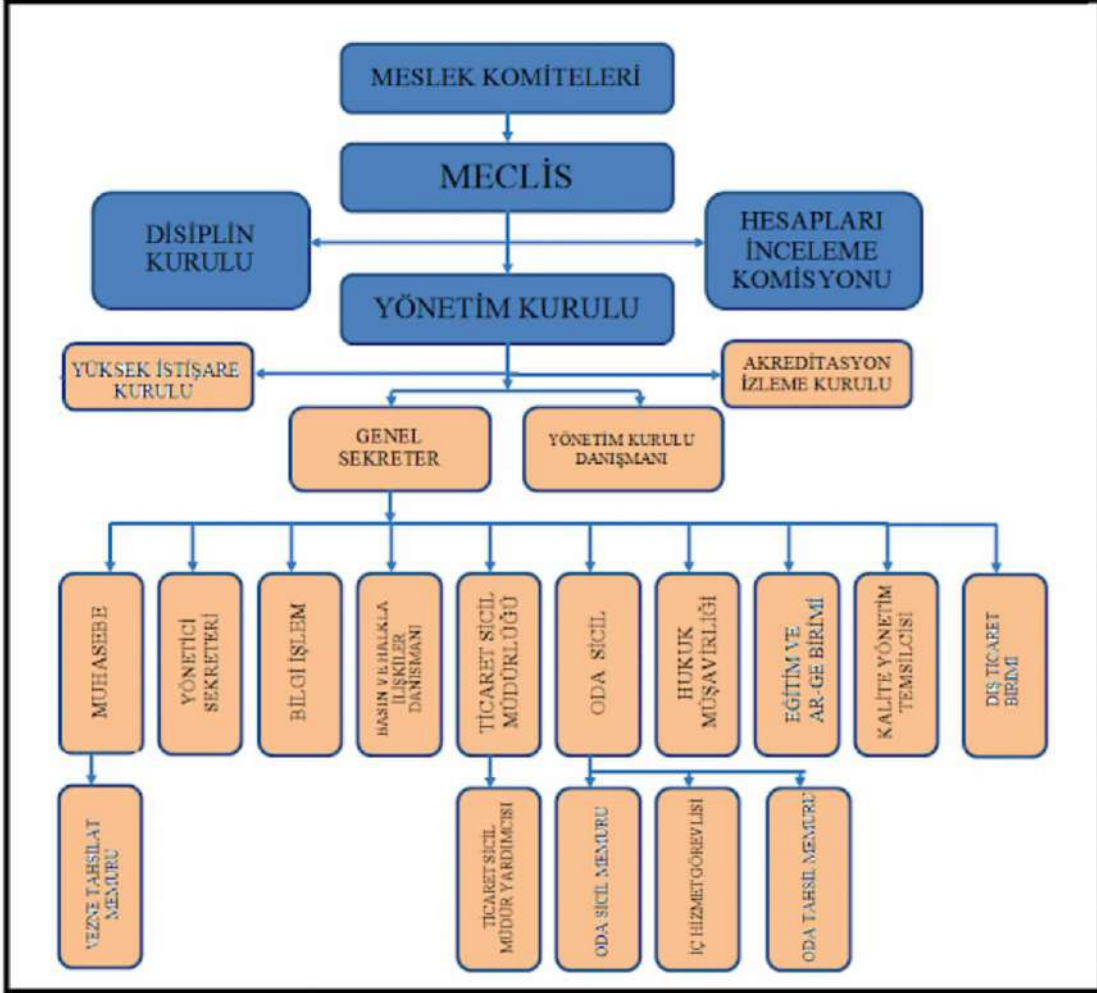 MESLEK KOMİTELERİ
MECLİS
DİSİPLİN
KURULU
HESAPLARI
İNCELEME
KOMİSYONU
YÖNETİM KURULU
YÜKSEK İSTİŞARE
KURULU
AKREDİTASYON
İZLEME KURULU
GENEL
SEKRETER
YÖNETİM KURULU
DANIŞMANI
MUHASEBE
YÖNETİCİ
SEKRETERİ
BİLGİ İŞLEM
BASIN VE HALKLA
İLİŞKİLER
DANISMANI
TİCARET SİCİL
MÜDÜRLÜĞÜ
ODA SİCİL
HUKUK
MÜŞAVİRLİĞİ
EĞİTİM VE
AR-GE BİRİMİ
KALİTE YÖNETİM
TEMSİLCİSİ
DIŞ TİCARET
BİRİMİ
VEZNE TAHSİLAT
MEMURU
TİCARET SİCİL
MÜDÜR YARDIMCISI
ODA SİCİL MEMURU
İÇ HİZMET GÖREVLİSİ
ODA TAHSİL MEMURU